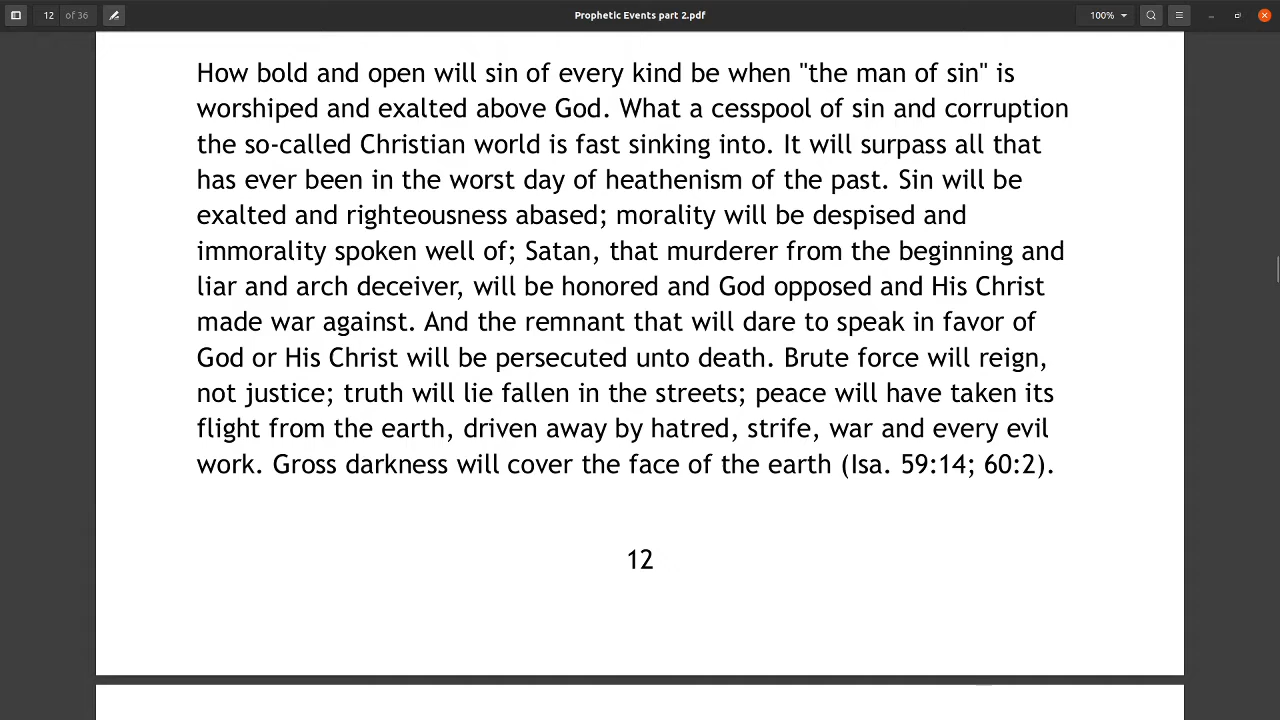 12 of 36
Prophetic Events part 2.pdf
100%
How bold and open will sin of every kind be when "the man of sin" is
worshiped and exalted above God. What a cesspool of sin and corruption
the so-called Christian world is fast sinking into. It will surpass all that
has ever been in the worst day of heathenism of the past. Sin will be
exalted and righteousness abased; morality will be despised and
immorality spoken well of; Satan, that murderer from the beginning and
liar and arch deceiver, will be honored and God opposed and His Christ
made war against. And the remnant that will dare to speak in favor of
God or His Christ will be persecuted unto death. Brute force will reign,
not justice; truth will lie fallen in the streets; peace will have taken its
flight from the earth, driven away by hatred, strife, war and every evil
work. Gross darkness will cover the face of the earth (Isa. 59:14; 60:2).
12